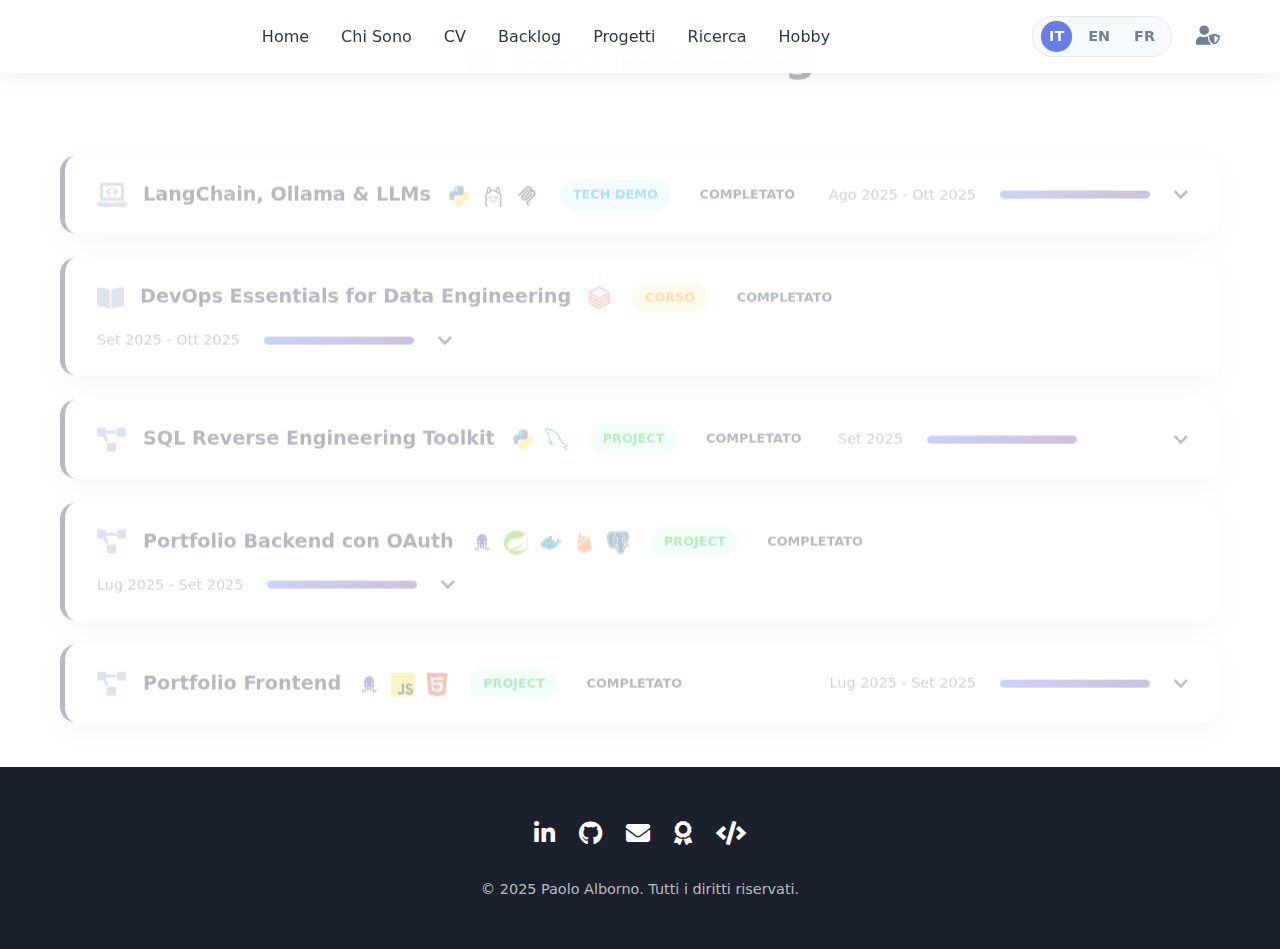 Home Chi Sono CV Backlog Progetti Ricerca Hobby IT EN FR
LangChain, Ollama & LLMs TECH DEMO COMPLETATO Ago 2025 - Ott 2025
DevOps Essentials for Data Engineering CORSO COMPLETATO
Set 2025 - Ott 2025
SQL Reverse Engineering Toolkit PROJECT COMPLETATO Set 2025
Portfolio Backend con OAuth PROJECT COMPLETATO
Lug 2025 - Set 2025
Portfolio Frontend JS PROJECT COMPLETATO Lug 2025 - Set 2025
© 2025 Paolo Alborno. Tutti i diritti riservati.